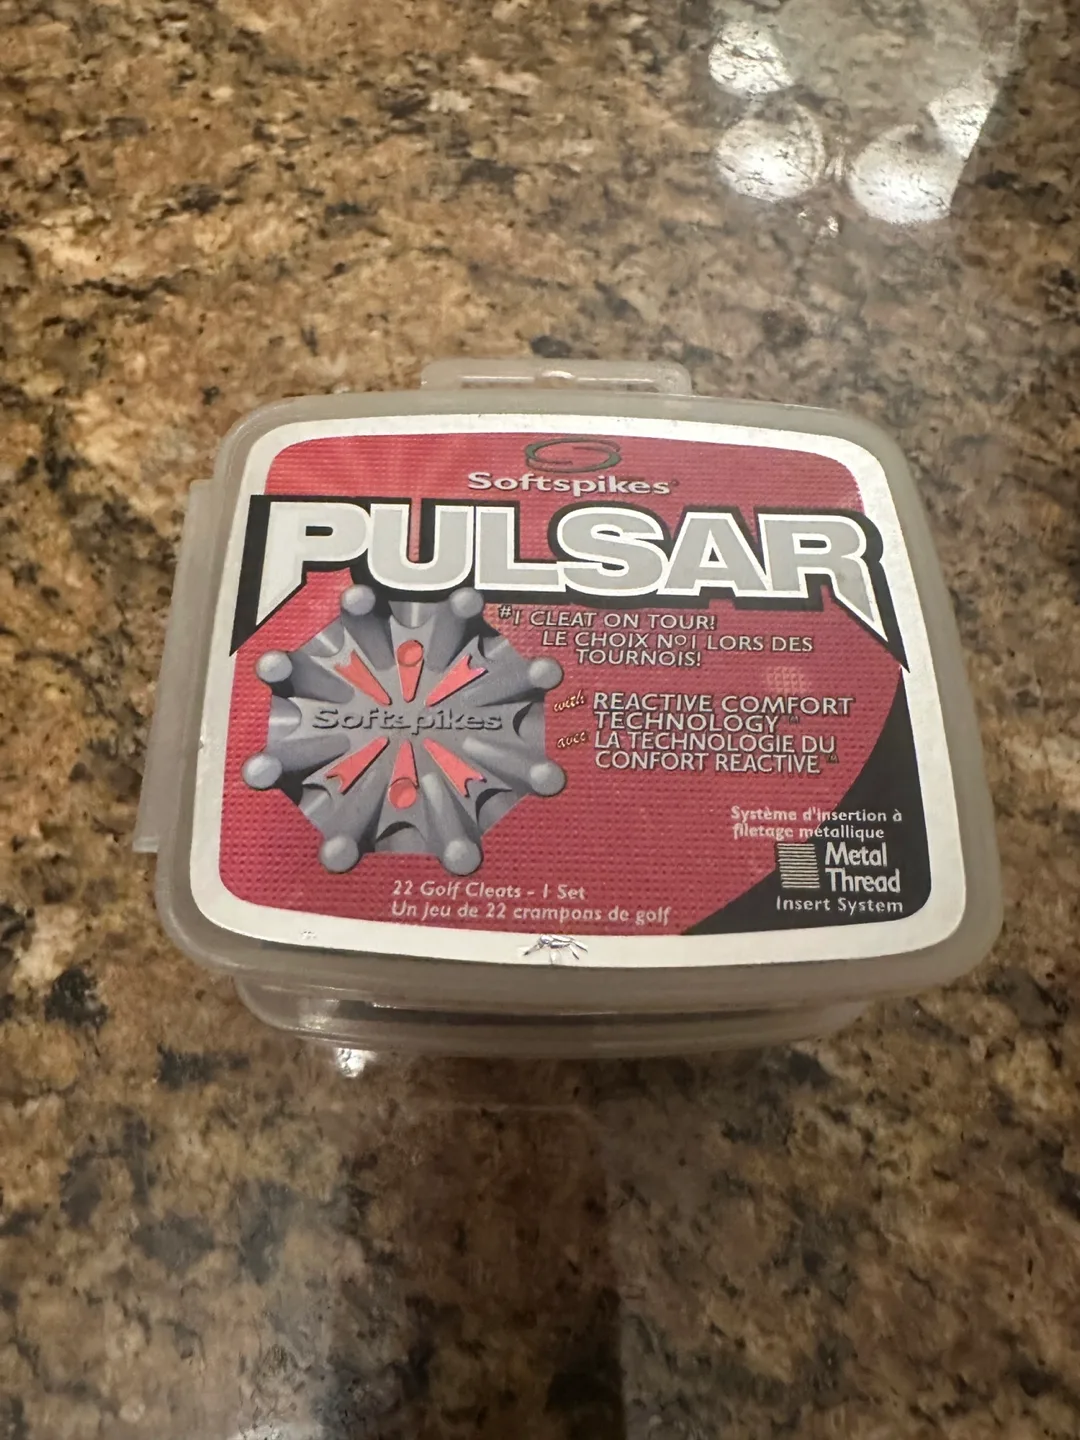 Softspikes®
PULSAR
#1 CLEAT ON TOUR!
LE CHOIX Nº1 LORS DES
TOURNOIS!
with REACTIVE COMFORT
TECHNOLOGY™
avec LA TECHNOLOGIE DU
CONFORT REACTIVE™
Softspikes
Système d'insertion à
filetage métallique
Metal
Thread
Insert System
22 Golf Cleats - 1 Set
Un jeu de 22 crampons de golf